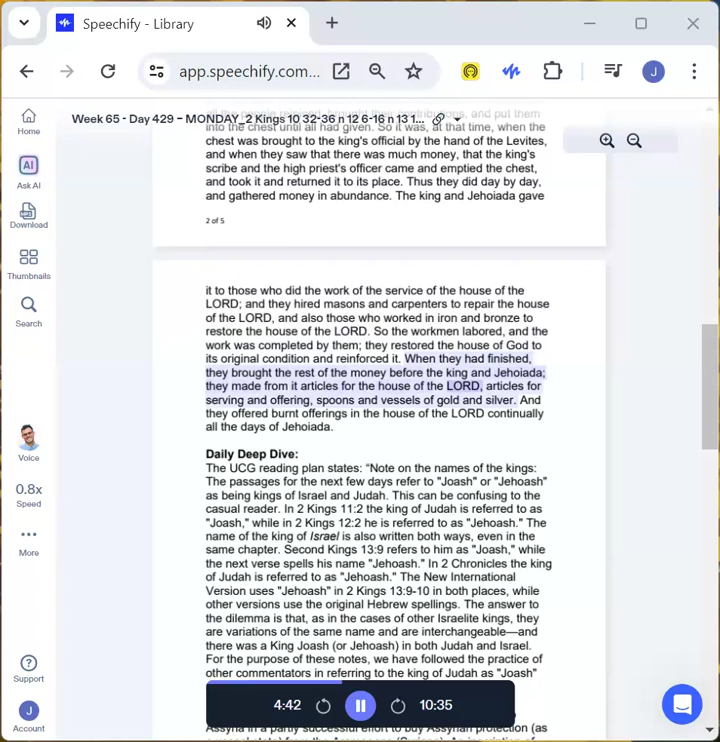 Speechify - Library
app.speechify.com...
J
Week 65 - Day 429 – MONDAY_2 Kings 10 32-36 n 12 6-16 n 13 1...
Home
AI
Ask AI
Download
Thumbnails
Search
Voice
0.8x
Speed
More
Support
J
Account
into the chest until all had given. So it was, at that time, when the
chest was brought to the king's official by the hand of the Levites,
and when they saw that there was much money, that the king's
scribe and the high priest's officer came and emptied the chest,
and took it and returned it to its place. Thus they did day by day,
and gathered money in abundance. The king and Jehoiada gave
2 of 5
it to those who did the work of the service of the house of the
LORD; and they hired masons and carpenters to repair the house
of the LORD, and also those who worked in iron and bronze to
restore the house of the LORD. So the workmen labored, and the
work was completed by them; they restored the house of God to
its original condition and reinforced it. When they had finished,
they brought the rest of the money before the king and Jehoiada;
they made from it articles for the house of the LORD, articles for
serving and offering, spoons and vessels of gold and silver. And
they offered burnt offerings in the house of the LORD continually
all the days of Jehoiada.
Daily Deep Dive:
The UCG reading plan states: “Note on the names of the kings:
The passages for the next few days refer to "Joash" or "Jehoash"
as being kings of Israel and Judah. This can be confusing to the
casual reader. In 2 Kings 11:2 the king of Judah is referred to as
"Joash," while in 2 Kings 12:2 he is referred to as "Jehoash." The
name of the king of Israel is also written both ways, even in the
same chapter. Second Kings 13:9 refers to him as "Joash," while
the next verse spells his name "Jehoash." In 2 Chronicles the king
of Judah is referred to as "Jehoash." The New International
Version uses "Jehoash" in 2 Kings 13:9-10 in both places, while
other versions use the original Hebrew spellings. The answer to
the dilemma is that, as in the cases of other Israelite kings, they
are variations of the same name and are interchangeable—and
there was a King Joash (or Jehoash) in both Judah and Israel.
For the purpose of these notes, we have followed the practice of
other commentators in referring to the king of Judah as "Joash"
4:42
10:35
Assyria in a partly successful effort to buy Assyrian protection (as